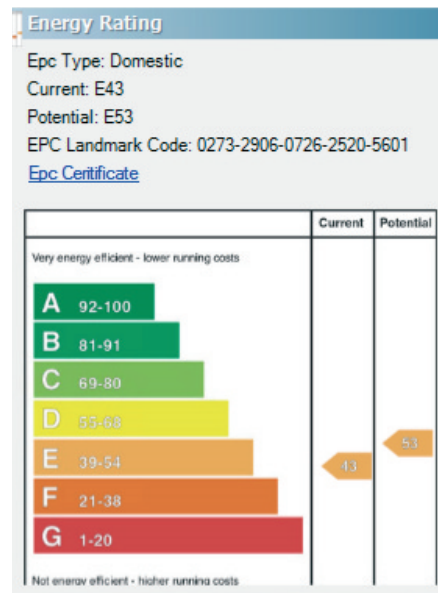 Energy Rating
Epc Type: Domestic
Current: E43
Potential: E53
EPC Landmark Code: 0273-2906-0726-2520-5601
Epc Ceritificate
Current Potential
Very energy efficient - lower running costs
A 92-100
B 81-91
C 69-80
D 55-68
E 39-54
F 21-38
G 1-20
43
53
Not energy efficient - higher running costs